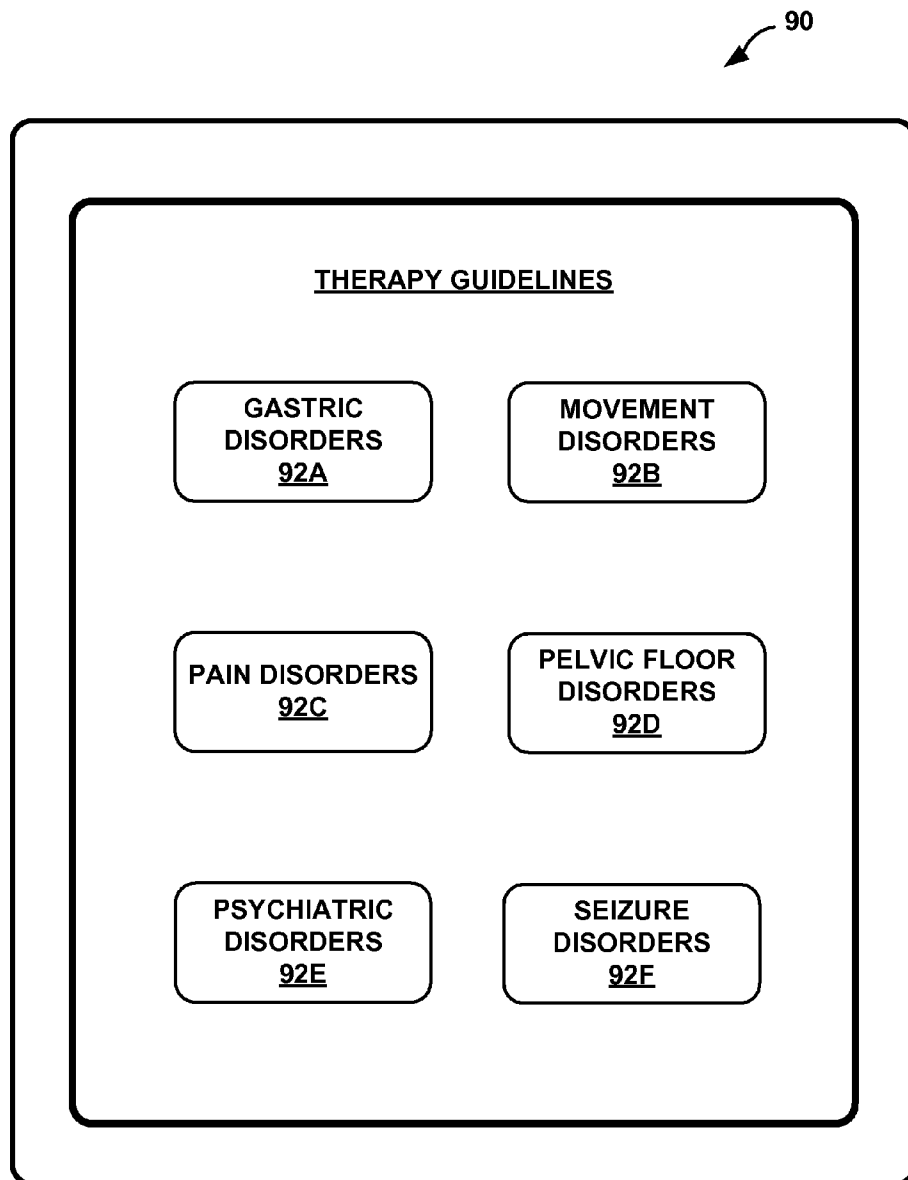 90
THERAPY GUIDELINES
GASTRIC
DISORDERS
92A
MOVEMENT
DISORDERS
92B
PAIN DISORDERS
92C
PELVIC FLOOR
DISORDERS
92D
PSYCHIATRIC
DISORDERS
92E
SEIZURE
DISORDERS
92F